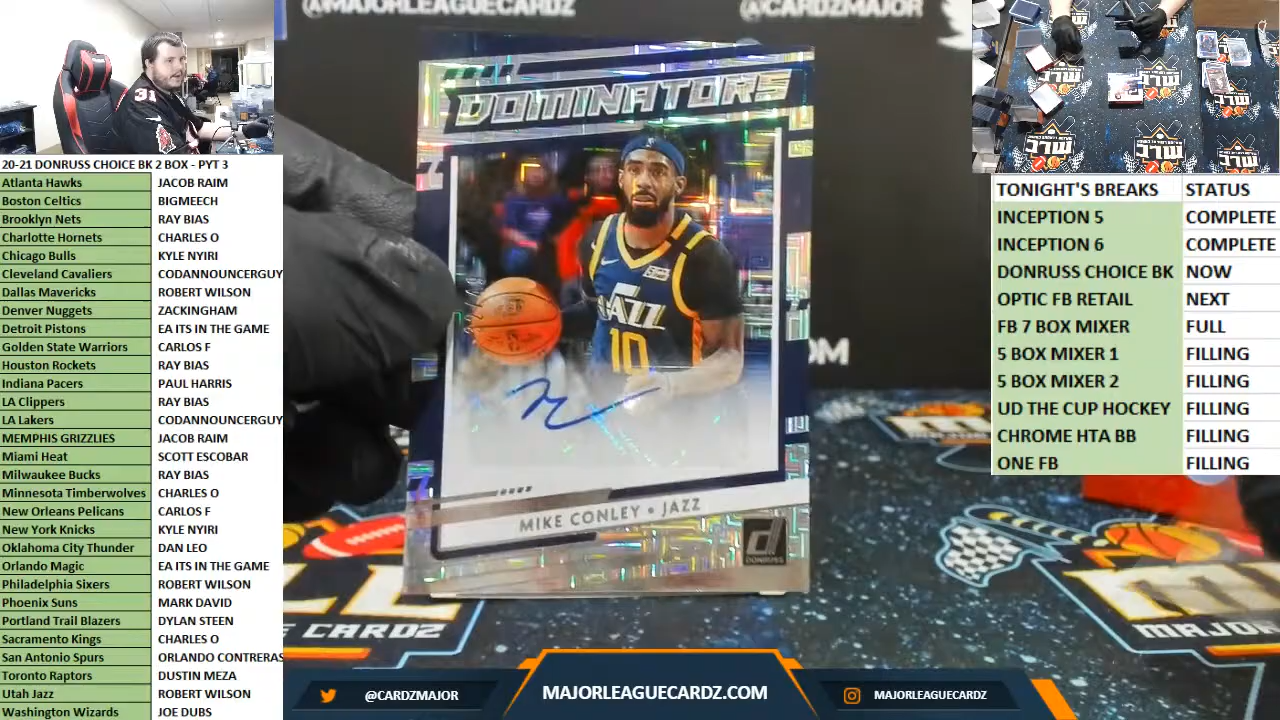 @MAJORLEAGUECARDZ
@CARDZMAJOR
31
20-21 DONRUSS CHOICE BK 2 BOX - PYT 3
Atlanta Hawks JACOB RAIM
Boston Celtics BIGMEECH
Brooklyn Nets RAY BIAS
Charlotte Hornets CHARLES O
Chicago Bulls KYLE NYIRI
Cleveland Cavaliers CODANNOUNCERGUY
Dallas Mavericks ROBERT WILSON
Denver Nuggets ZACKINGHAM
Detroit Pistons EA ITS IN THE GAME
Golden State Warriors CARLOS F
Houston Rockets RAY BIAS
Indiana Pacers PAUL HARRIS
LA Clippers RAY BIAS
LA Lakers CODANNOUNCERGUY
MEMPHIS GRIZZLIES JACOB RAIM
Miami Heat SCOTT ESCOBAR
Milwaukee Bucks RAY BIAS
Minnesota Timberwolves CHARLES O
New Orleans Pelicans CARLOS F
New York Knicks KYLE NYIRI
Oklahoma City Thunder DAN LEO
Orlando Magic EA ITS IN THE GAME
Philadelphia Sixers ROBERT WILSON
Phoenix Suns MARK DAVID
Portland Trail Blazers DYLAN STEEN
Sacramento Kings CHARLES O
San Antonio Spurs ORLANDO CONTRERAS
Toronto Raptors DUSTIN MEZA
Utah Jazz ROBERT WILSON
Washington Wizards JOE DUBS
DOMINATORS
JAZZ
10
MIKE CONLEY • JAZZ
d
DONRUSS
OM
E CARDZ
MAJOR
TONIGHT'S BREAKS STATUS
INCEPTION 5 COMPLETE
INCEPTION 6 COMPLETE
DONRUSS CHOICE BK NOW
OPTIC FB RETAIL NEXT
FB 7 BOX MIXER FULL
5 BOX MIXER 1 FILLING
5 BOX MIXER 2 FILLING
UD THE CUP HOCKEY FILLING
CHROME HTA BB FILLING
ONE FB FILLING
@CARDZMAJOR
MAJORLEAGUECARDZ.COM
MAJORLEAGUECARDZ